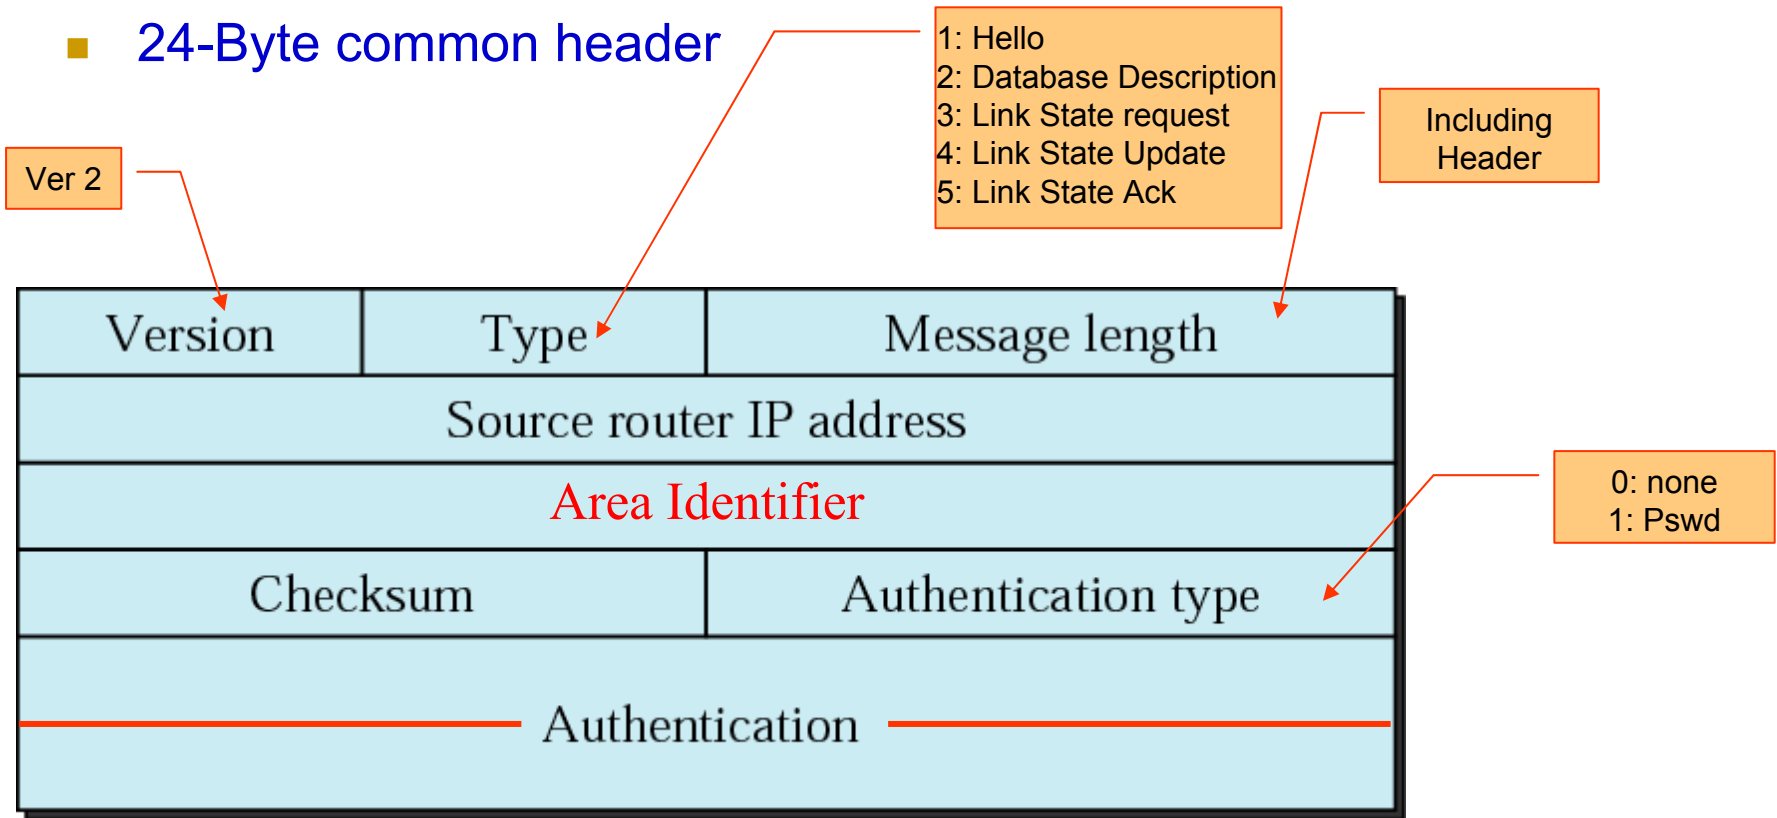 24-Byte common header
1: Hello
2: Database Description
3: Link State request
4: Link State Update
5: Link State Ack
Including
Header
Ver 2
Version Type Message length
Source router IP address
Area Identifier
0: none
1: Pswd
Checksum Authentication type
Authentication